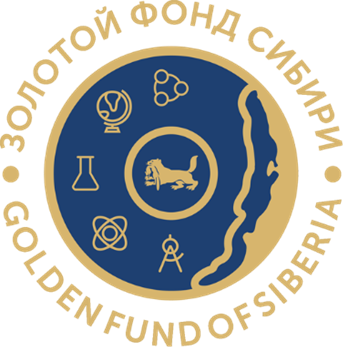 ЗОЛОТОЙ ФОНД СИБИРИ
GOLDEN FUND OF SIBERIA